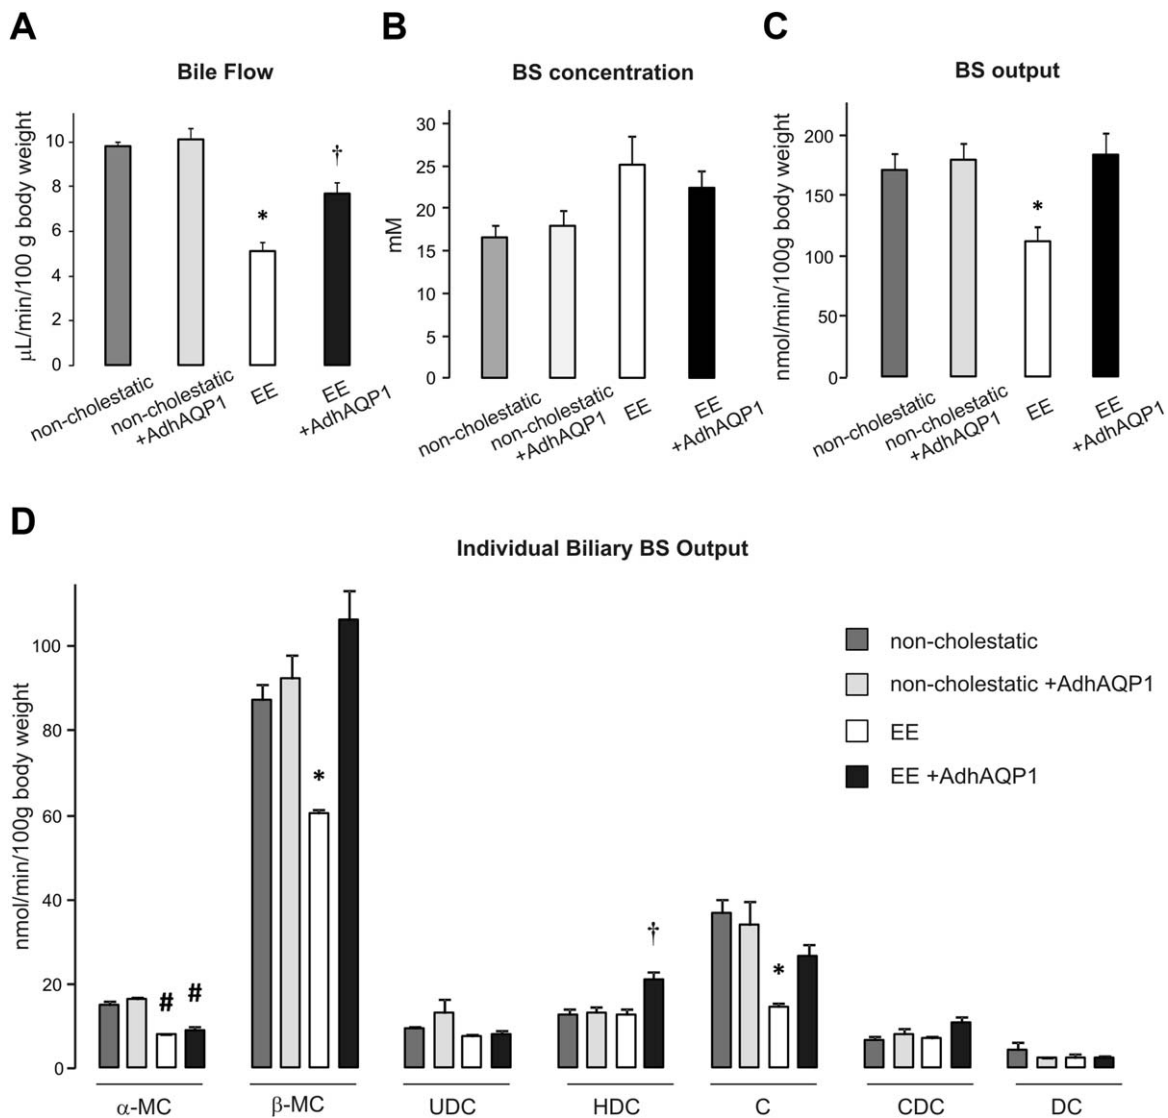 A
Bile Flow
μL/min/100 g body weight
10
8
6
4
2
0
*
†
non-cholestatic
non-cholestatic
+AdhAQP1
EE
EE
+AdhAQP1
B
BS concentration
mM
30
25
20
15
10
5
0
non-cholestatic
non-cholestatic
+AdhAQP1
EE
EE
+AdhAQP1
C
BS output
nmol/min/100g body weight
200
150
100
50
0
*
non-cholestatic
non-cholestatic
+AdhAQP1
EE
EE
+AdhAQP1
D
Individual Biliary BS Output
nmol/min/100g body weight
100
80
60
40
20
0
# #
*
†
*
non-cholestatic
non-cholestatic +AdhAQP1
EE
EE +AdhAQP1
α-MC
β-MC
UDC
HDC
C
CDC
DC